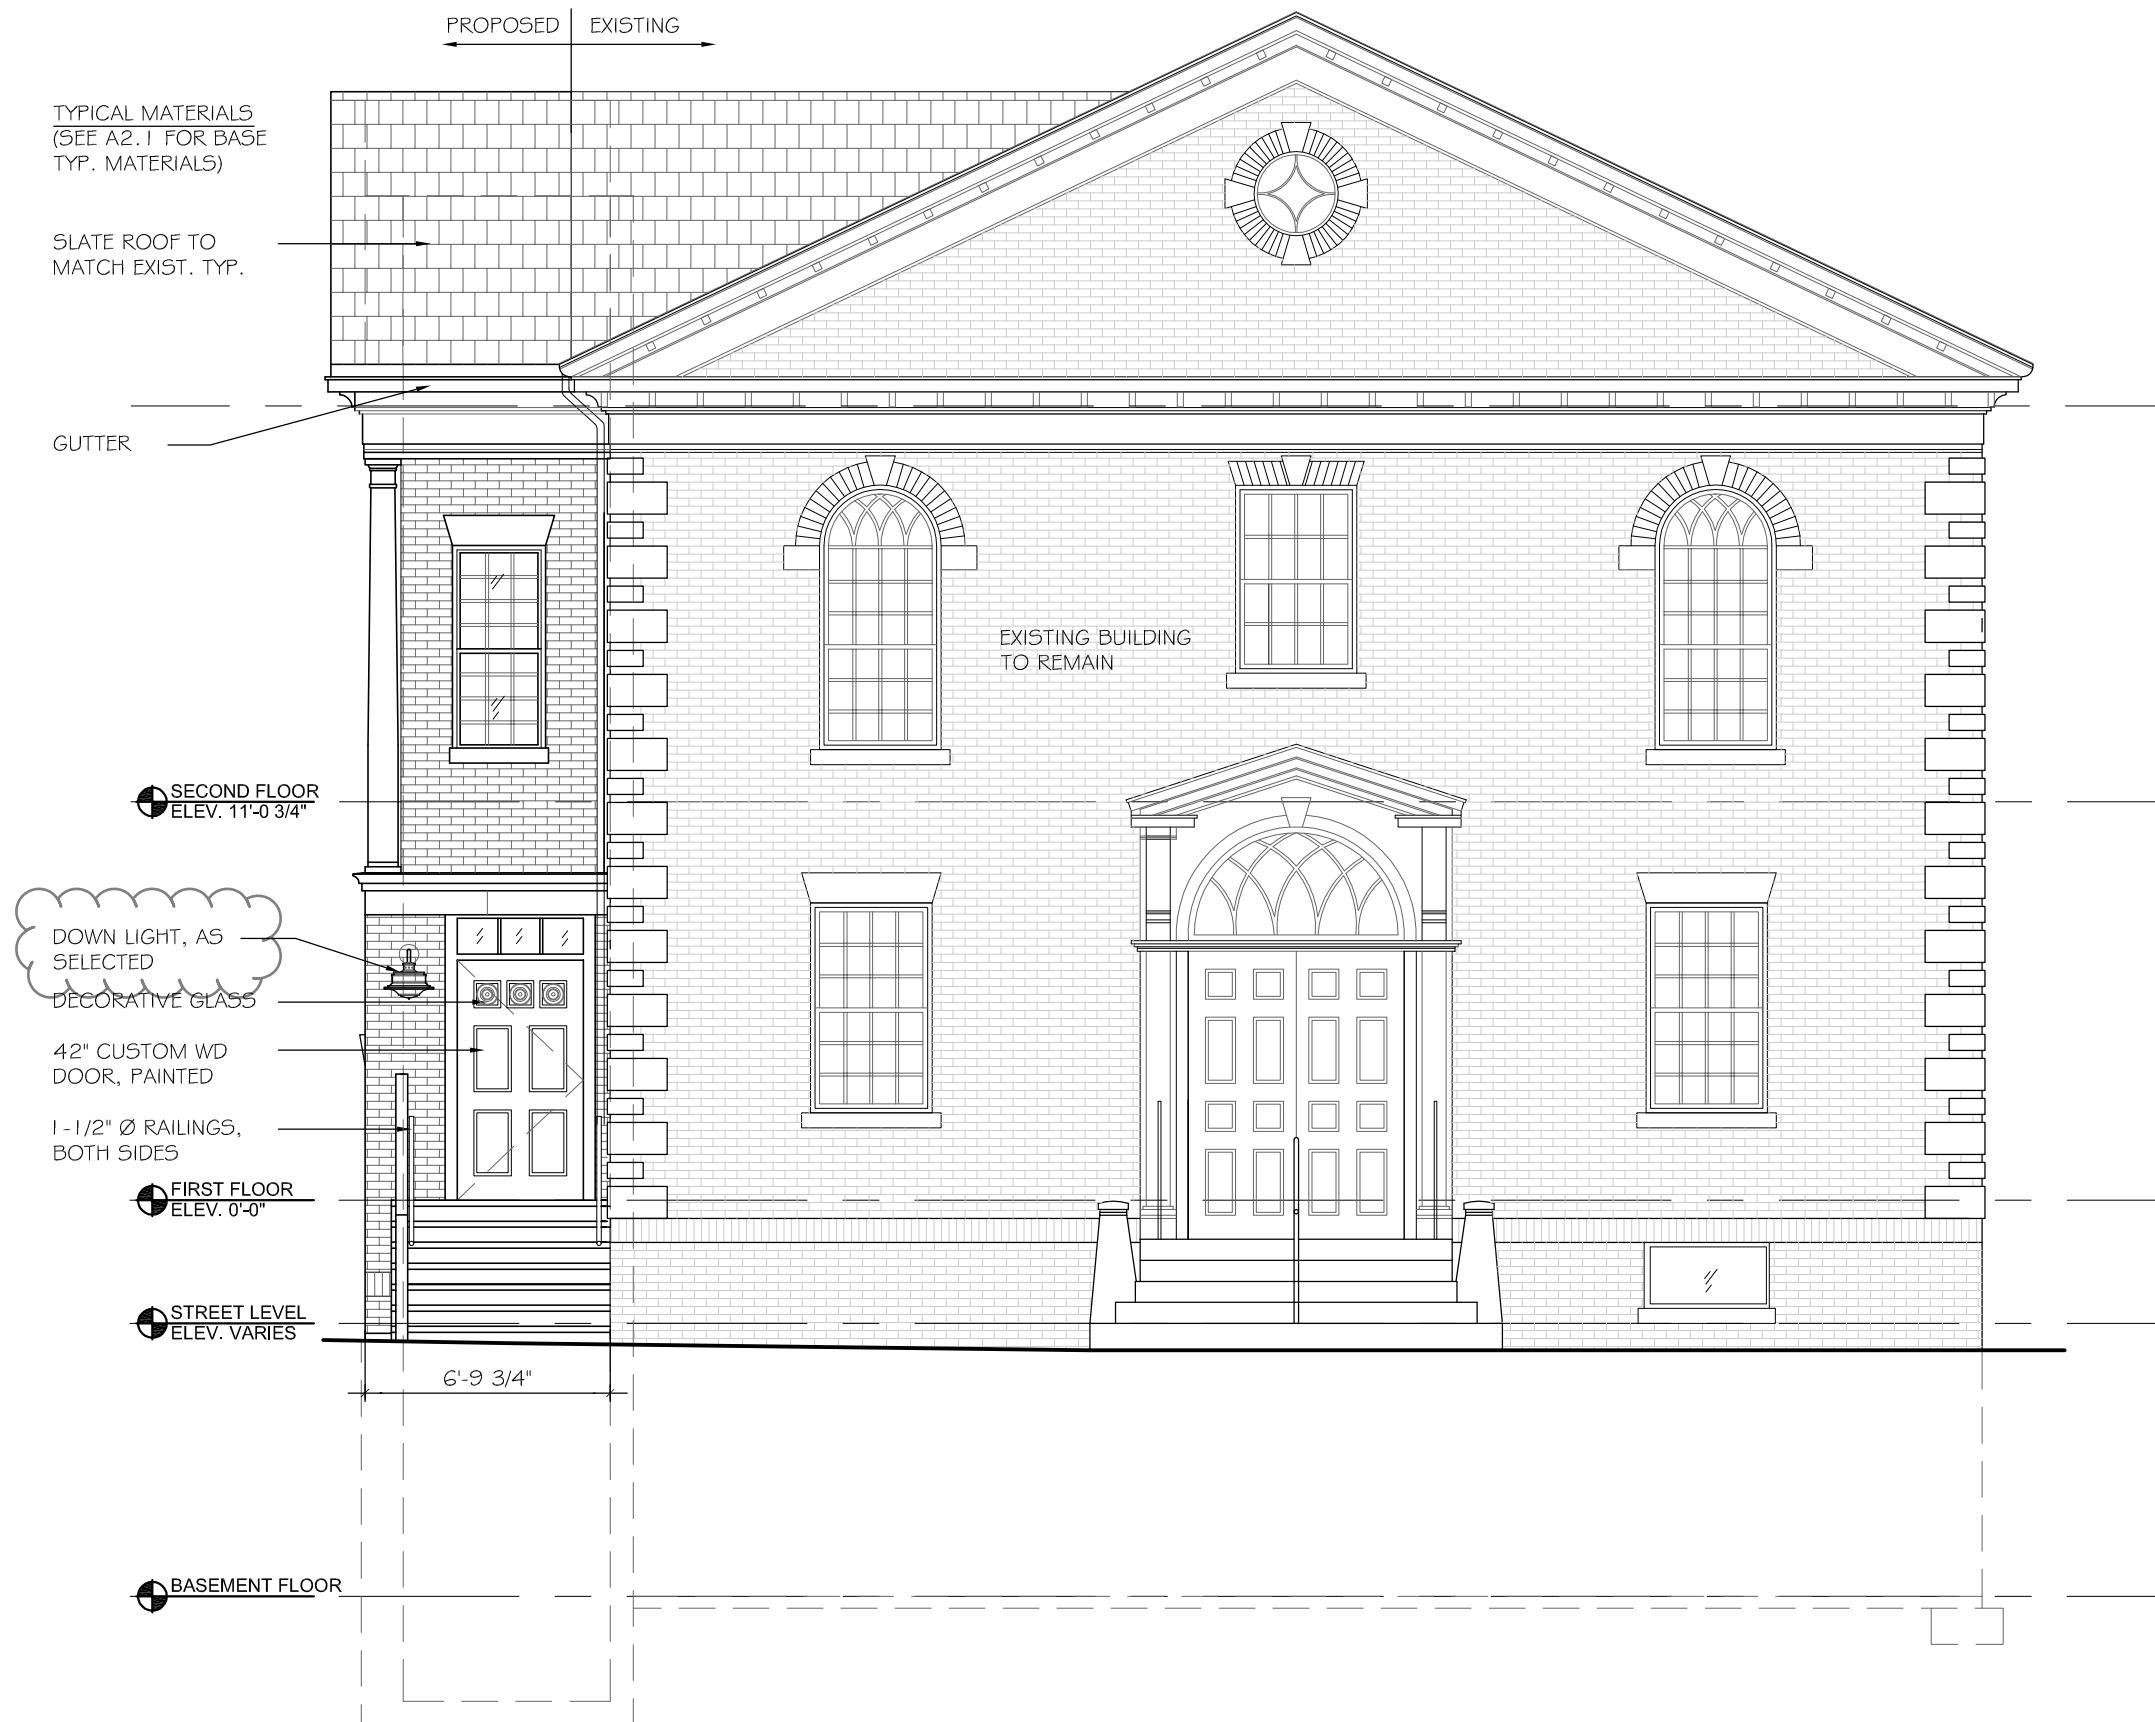 PROPOSED EXISTING
TYPICAL MATERIALS
(SEE A2.1 FOR BASE
TYP. MATERIALS)
SLATE ROOF TO
MATCH EXIST. TYP.
GUTTER
EXISTING BUILDING
TO REMAIN
SECOND FLOOR
ELEV. 11'-0 3/4"
DOWN LIGHT, AS
SELECTED
DECORATIVE GLASS
42" CUSTOM WD
DOOR, PAINTED
1-1/2" Ø RAILINGS,
BOTH SIDES
FIRST FLOOR
ELEV. 0'-0"
STREET LEVEL
ELEV. VARIES
6'-9 3/4"
BASEMENT FLOOR